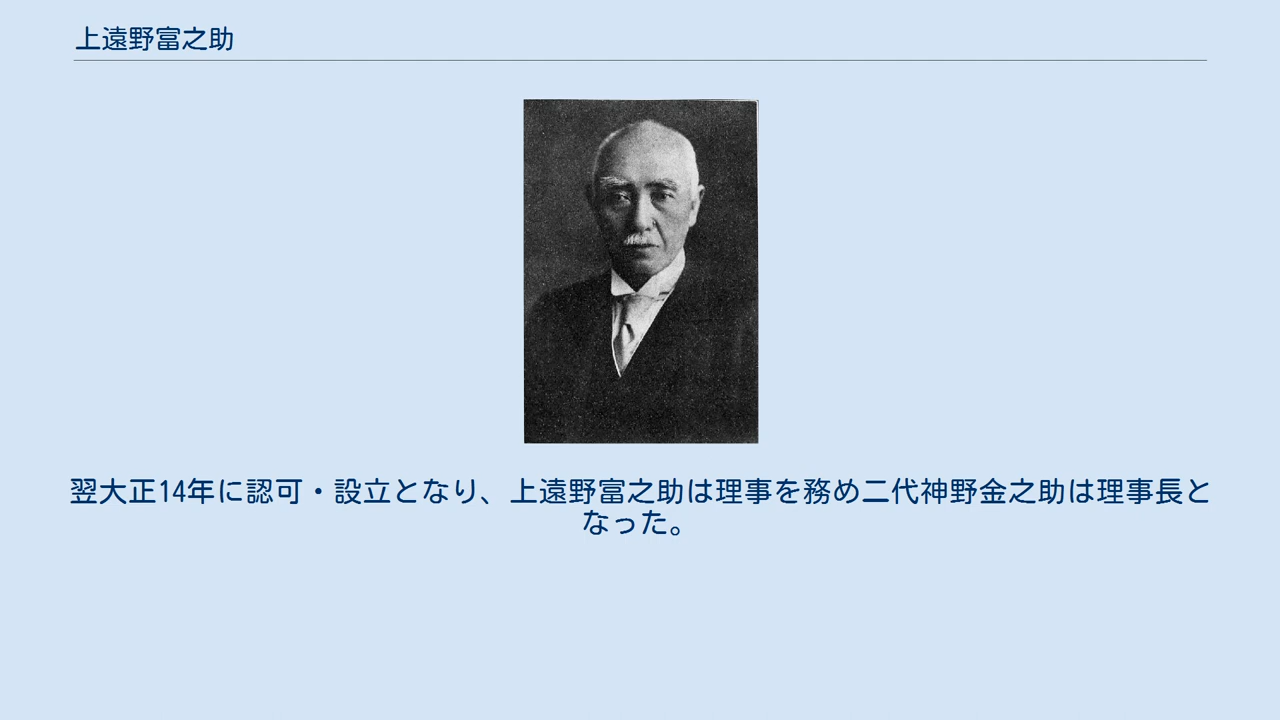 上遠野富之助
翌大正14年に認可・設立となり、上遠野富之助は理事を務め二代神野金之助は理事長と
なった。